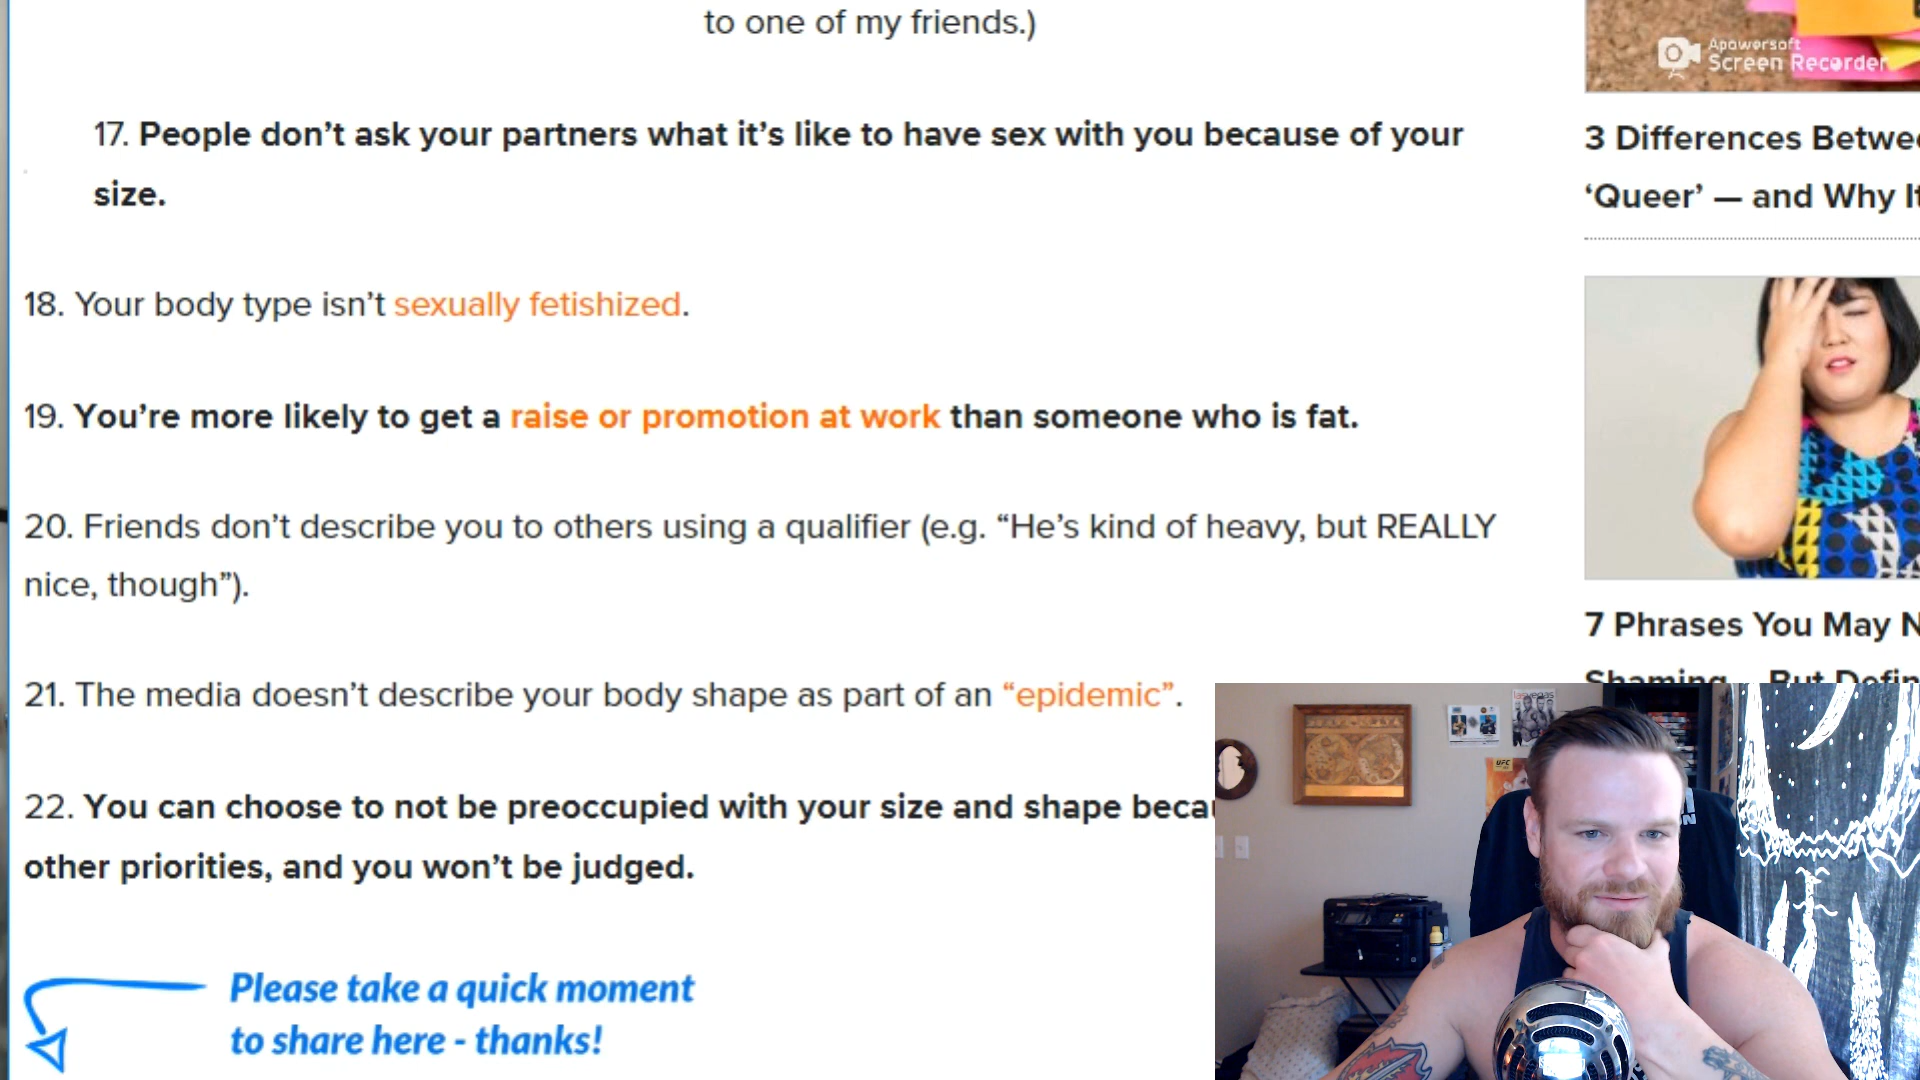 to one of my friends.)
17. People don’t ask your partners what it’s like to have sex with you because of your
size.
18. Your body type isn’t sexually fetishized.
19. You’re more likely to get a raise or promotion at work than someone who is fat.
20. Friends don’t describe you to others using a qualifier (e.g. “He’s kind of heavy, but REALLY
nice, though”).
21. The media doesn’t describe your body shape as part of an “epidemic”.
22. You can choose to not be preoccupied with your size and shape
other priorities, and you won’t be judged.
Please take a quick moment
to share here - thanks!
Apowersoft
Screen Recorder
3 Differences
‘Queer’ — and Why
7 Phrases You May
Shaming
UFC